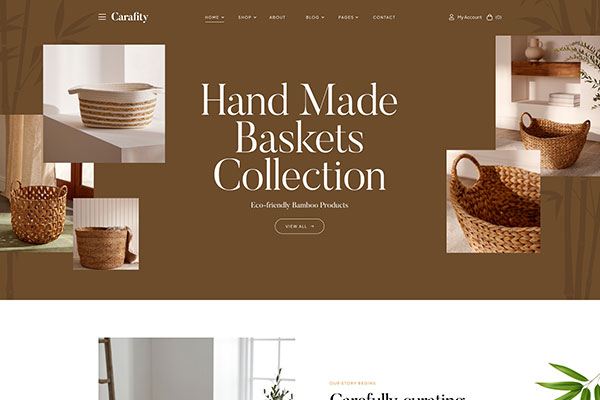 Carafity
HOME
SHOP
ABOUT
BLOG
PAGES
CONTACT
My Account
(0)
Hand Made
Baskets
Collection
Eco-friendly Bamboo Products
VIEW ALL →
OUR STORY BEGINS
Carefully curating